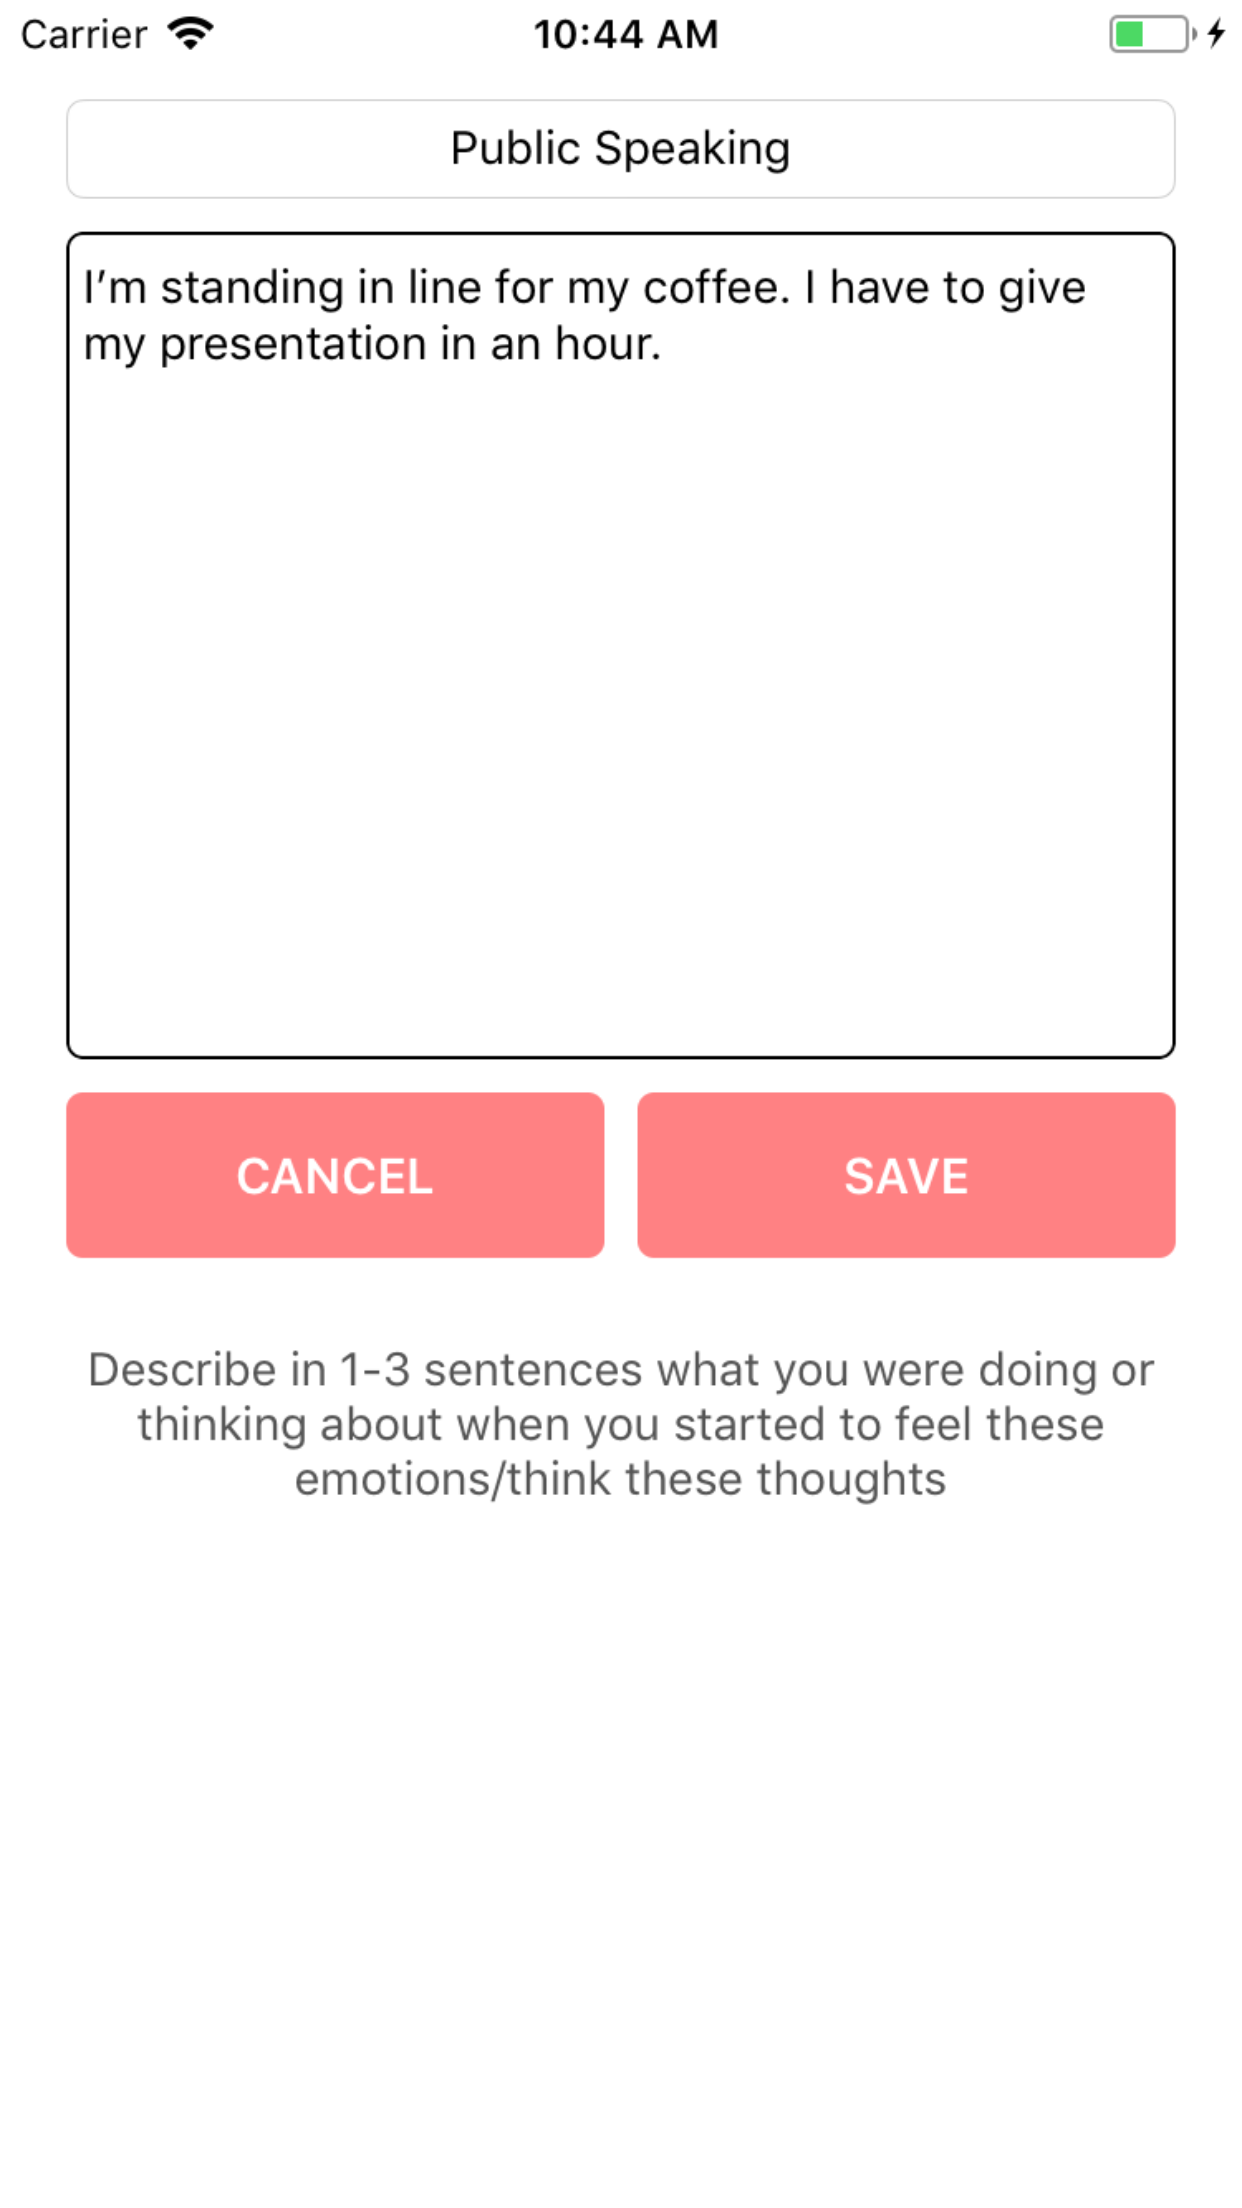 Carrier 10:44 AM
Public Speaking
I’m standing in line for my coffee. I have to give
my presentation in an hour.
CANCEL SAVE
Describe in 1-3 sentences what you were doing or
thinking about when you started to feel these
emotions/think these thoughts